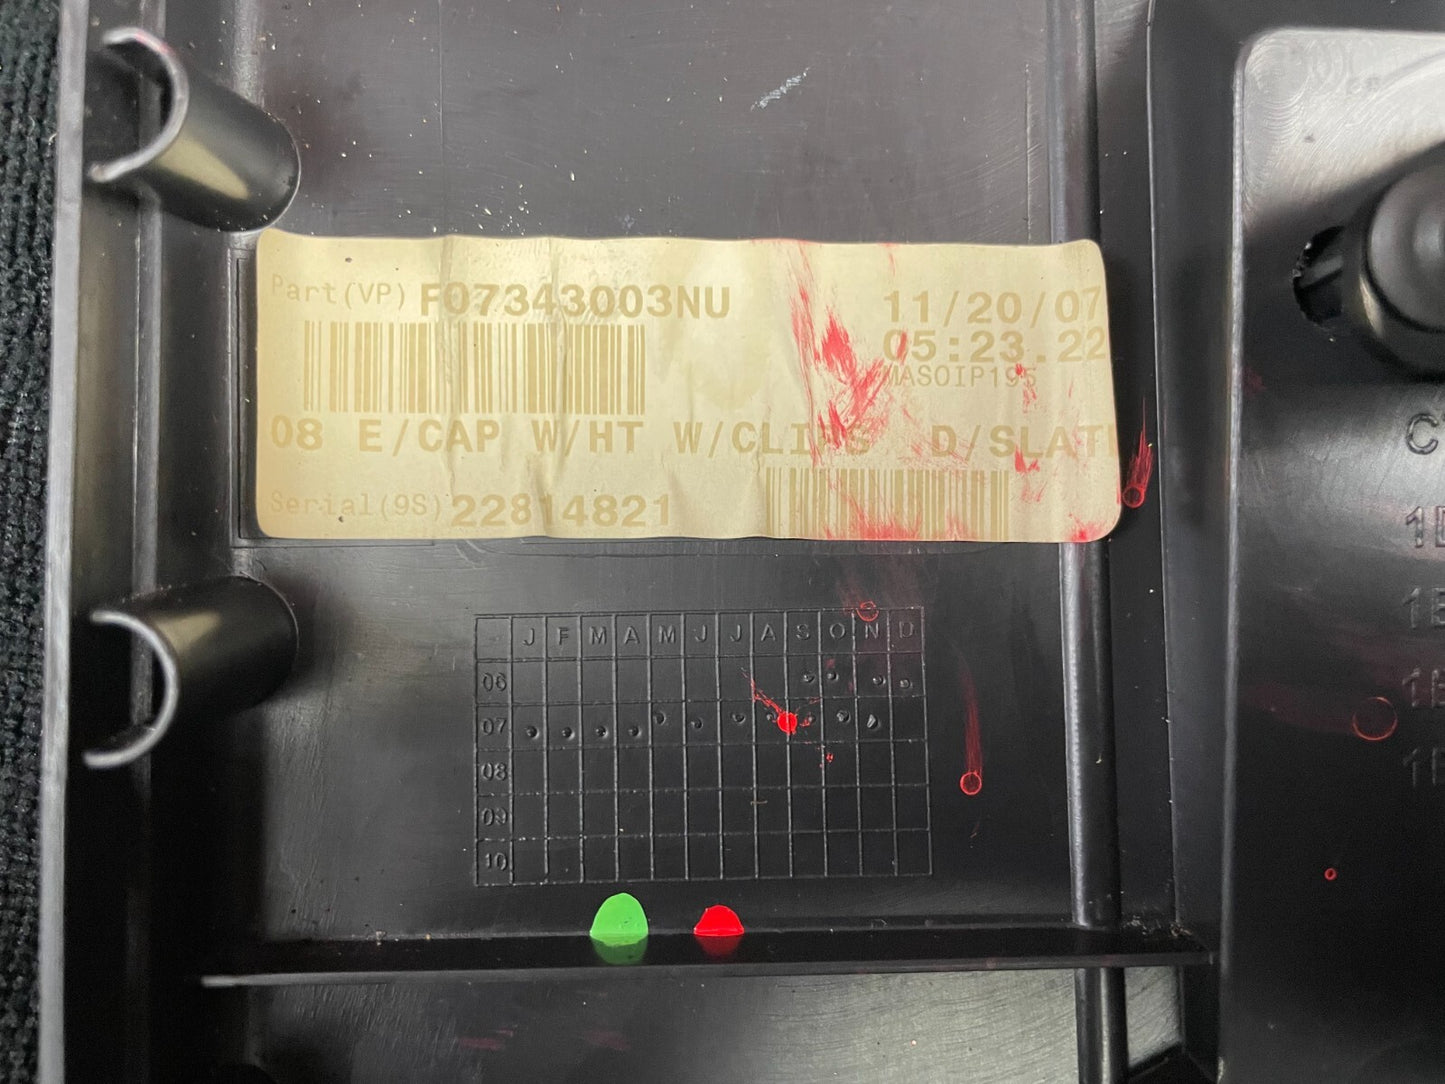 Part(VP) F07343003NU
11/20/07
05:23.22
MASOIP195
08 E/CAP W/HT W/CLIPS D/SLATE
Serial(9S) 22814821
J F M A M J J A S O N D
06
07
08
09
10